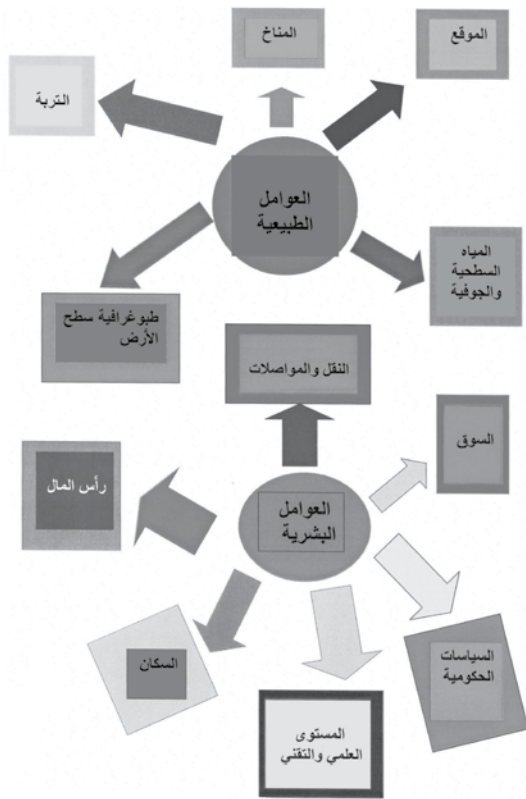 الموقع
المناخ
التربة
العوامل
الطبيعية
المياه
السطحية
والجوفية
طبوغرافية سطح
الأرض
النقل والمواصلات
السوق
رأس المال
العوامل
البشرية
السياسات
الحكومية
السكان
المستوى
العلمي والتقني